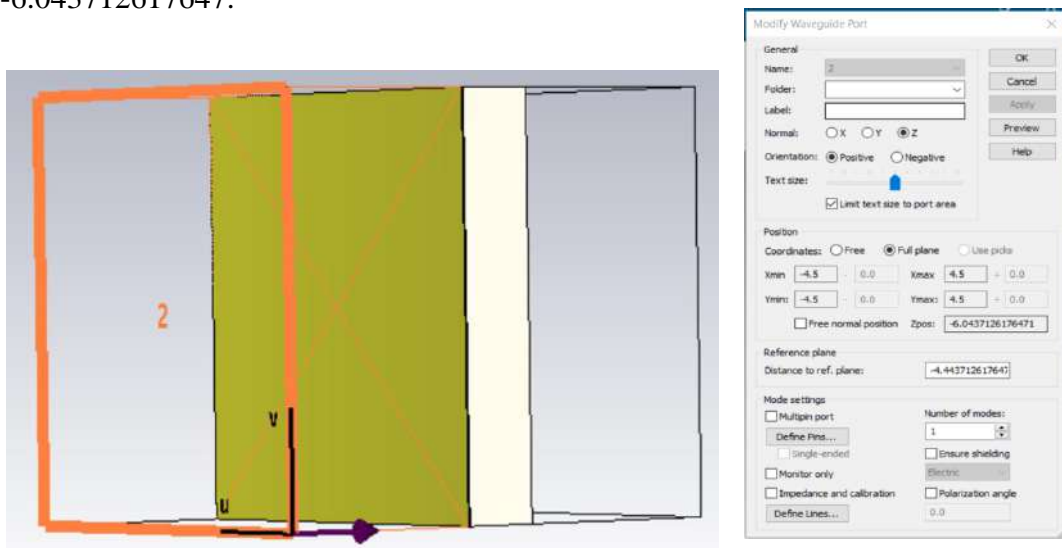 -6.043712617647.
Modify Waveguide Port
General
Name: 2
Folder:
Label:
Normal: X Y Z
Orientation: Positive Negative
Text size:
Limit text size to port area
OK
Cancel
Apply
Preview
Help
Position
Coordinates: Free Full plane Use picks
Xmin -4.5 - 0.0 Xmax 4.5 + 0.0
Ymin: -4.5 - 0.0 Ymax: 4.5 + 0.0
Free normal position Zpos: -6.0437126176471
Reference plane
Distance to ref. plane: -4.443712617647
Mode settings
Multipin port
Define Pins...
Single-ended
Monitor only
Impedance and calibration
Define Lines...
Number of modes:
1
Ensure shielding
Electric
Polarization angle
0.0
2
v
u